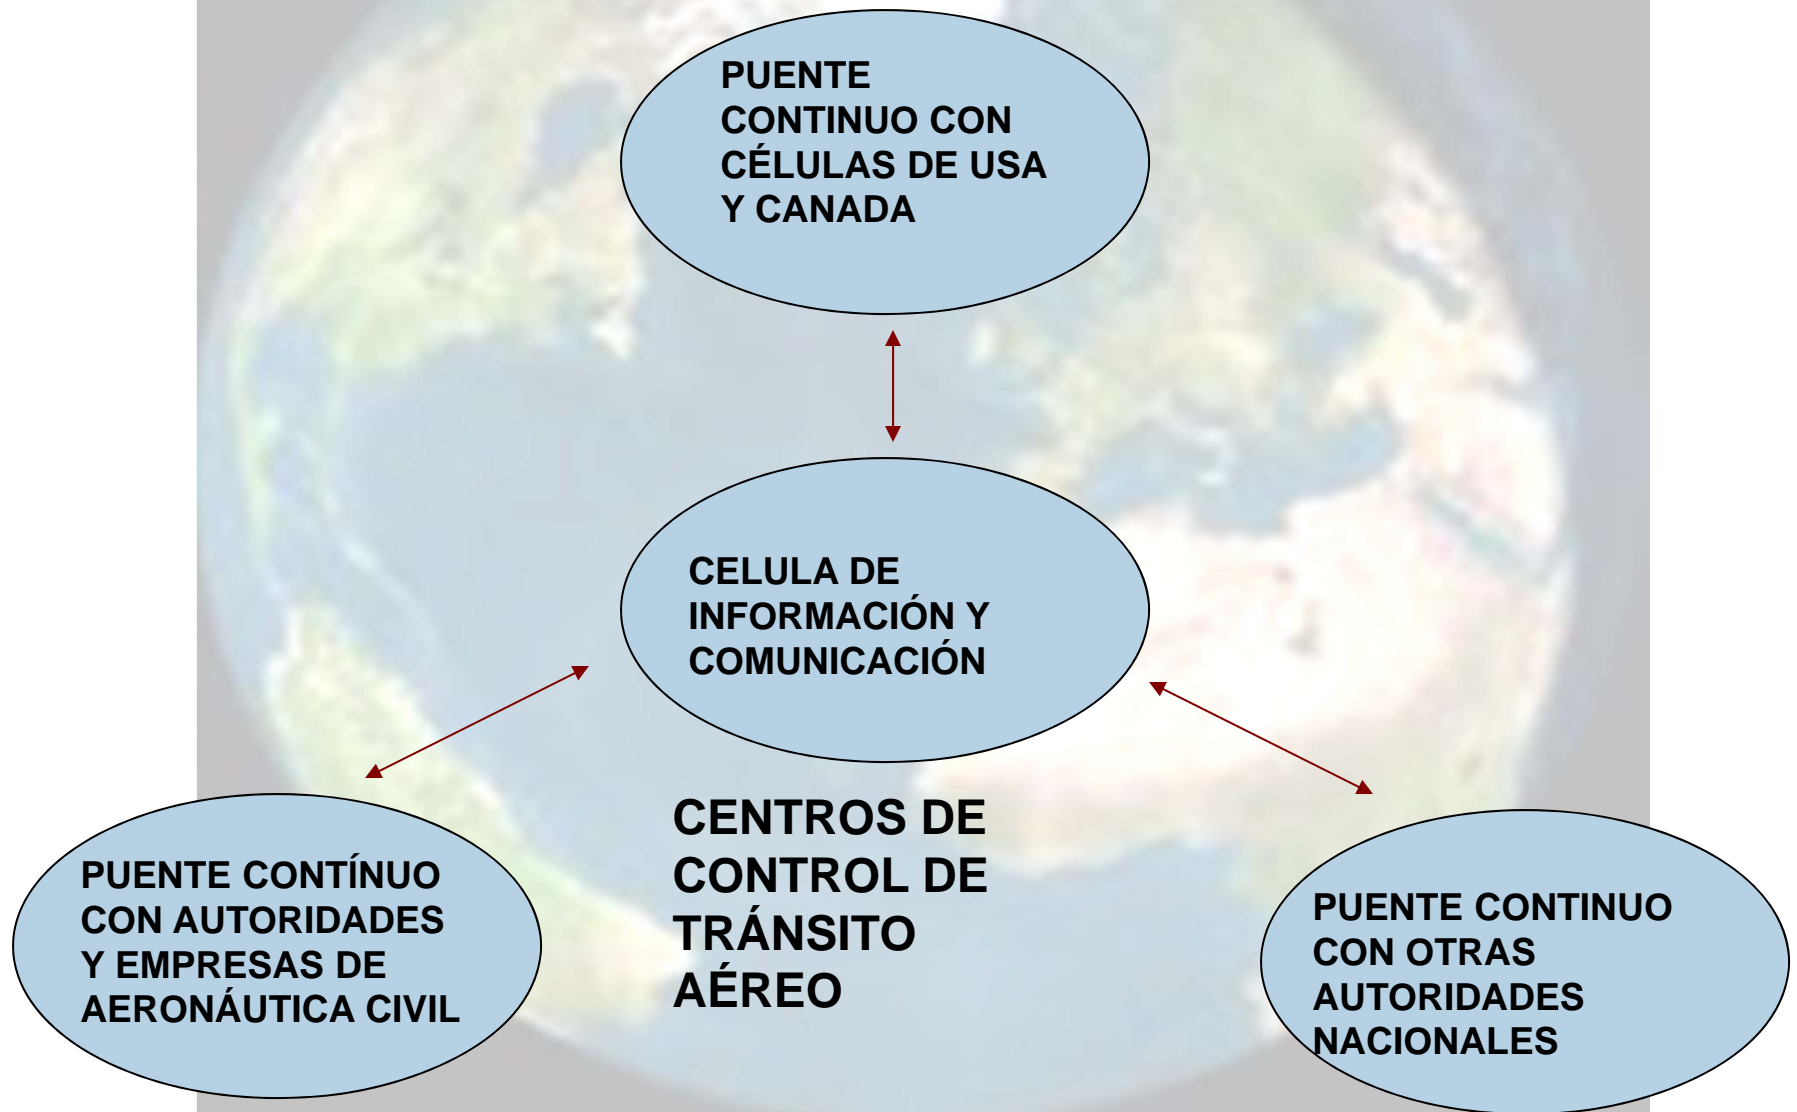 PUENTE
CONTINUO CON
CÉLULAS DE USA
Y CANADA
CELULA DE
INFORMACIÓN Y
COMUNICACIÓN
CENTROS DE
CONTROL DE
TRÁNSITO
AÉREO
PUENTE CONTÍNUO
CON AUTORIDADES
Y EMPRESAS DE
AERONÁUTICA CIVIL
PUENTE CONTINUO
CON OTRAS
AUTORIDADES
NACIONALES